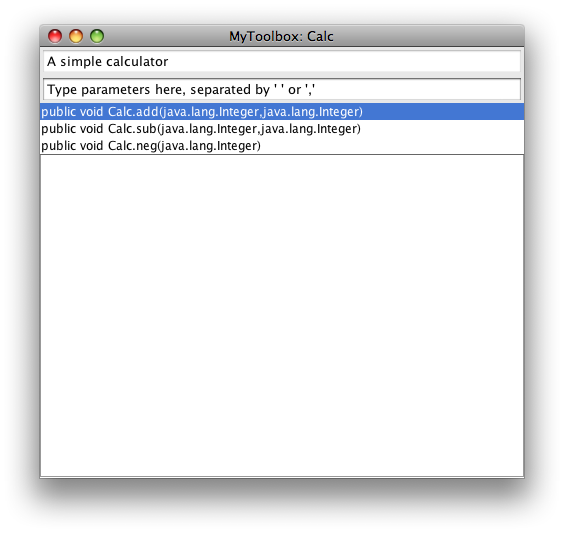 MyToolbox: Calc
A simple calculator
Type parameters here, separated by ' ' or ','
public void Calc.add(java.lang.Integer,java.lang.Integer)
public void Calc.sub(java.lang.Integer,java.lang.Integer)
public void Calc.neg(java.lang.Integer)